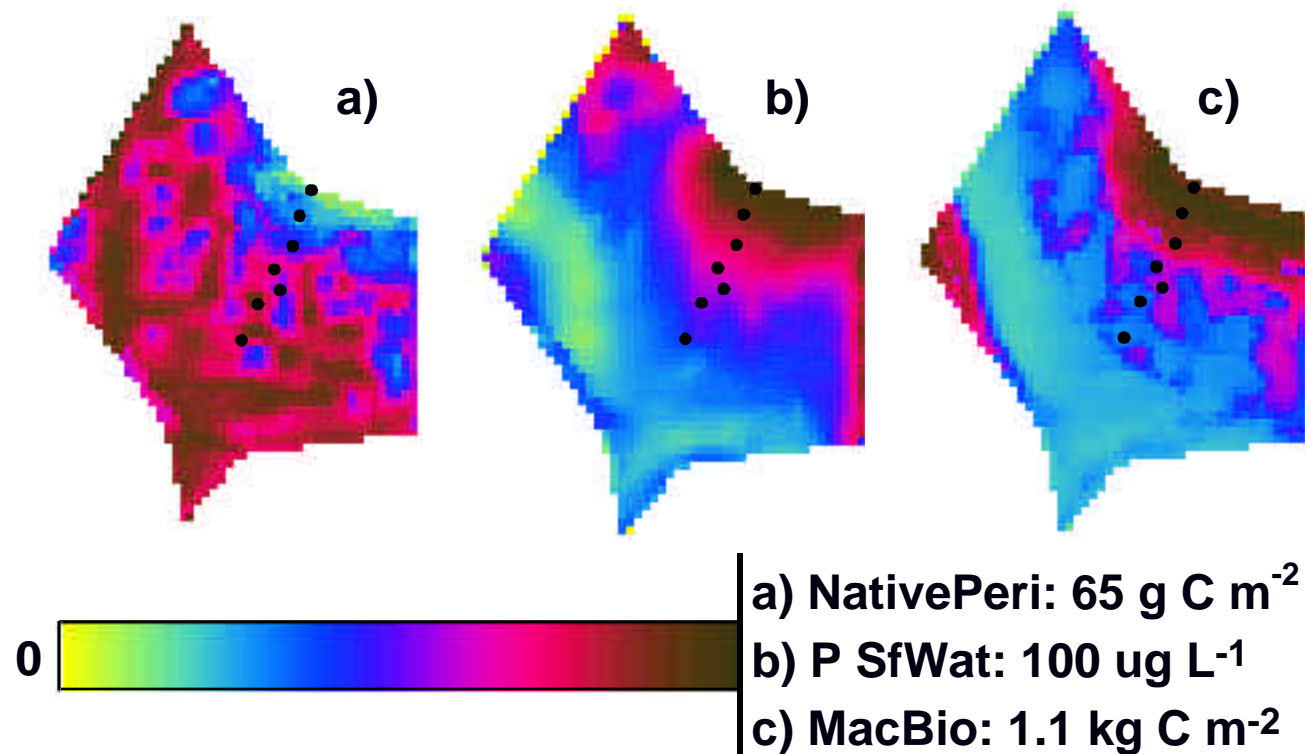 a)
b)
c)
0
a) NativePeri: 65 g C m⁻²
b) P SfWat: 100 ug L⁻¹
c) MacBio: 1.1 kg C m⁻²